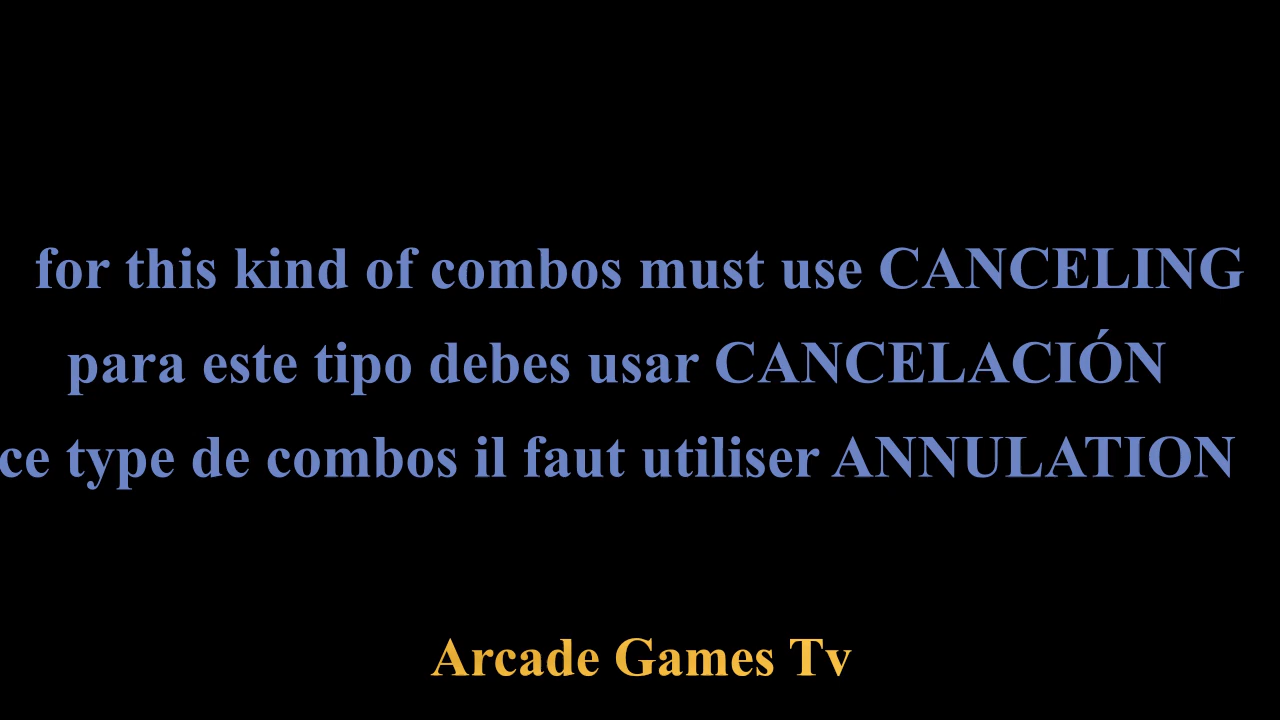 for this kind of combos must use CANCELING
para este tipo debes usar CANCELACIÓN
ce type de combos il faut utiliser ANNULATION
Arcade Games Tv